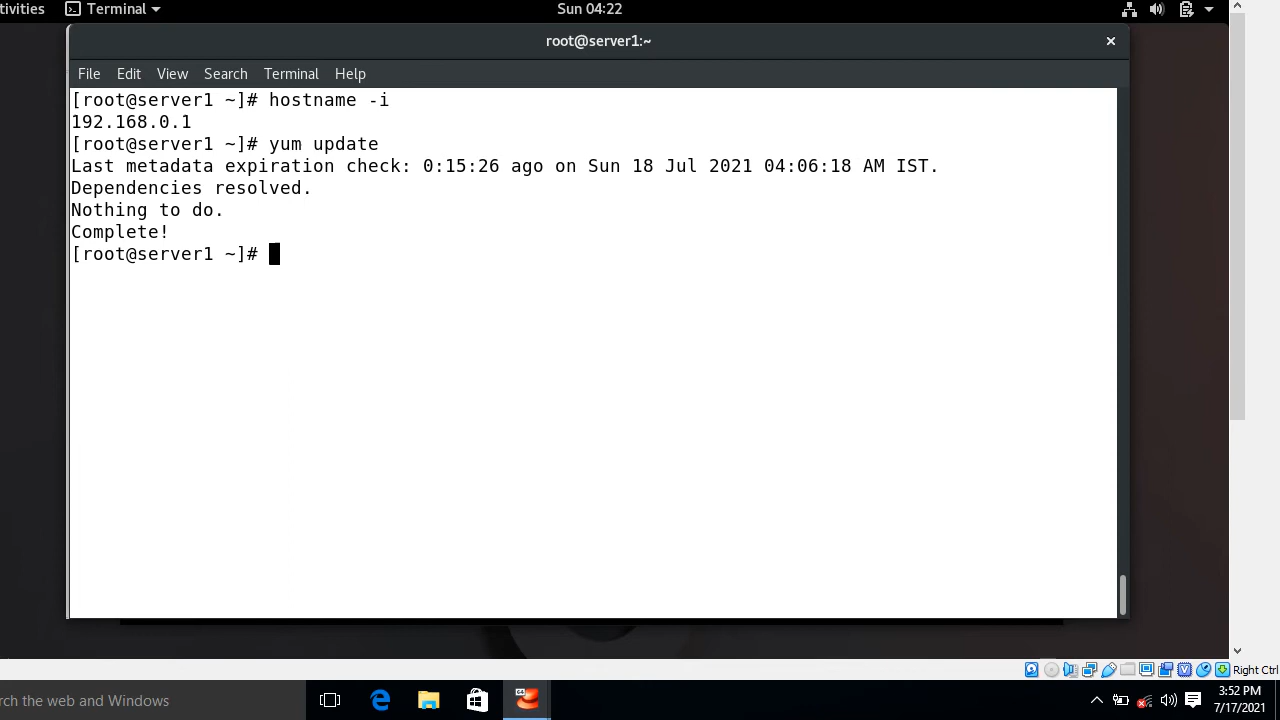 tivities Terminal Sun 04:22
root@server1:~ ×
File Edit View Search Terminal Help
[root@server1 ~]# hostname -i
192.168.0.1
[root@server1 ~]# yum update
Last metadata expiration check: 0:15:26 ago on Sun 18 Jul 2021 04:06:18 AM IST.
Dependencies resolved.
Nothing to do.
Complete!
[root@server1 ~]#
Right Ctrl
rch the web and Windows
64
3:52 PM
7/17/2021